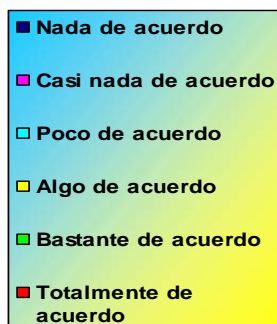 Nada de acuerdo
Casi nada de acuerdo
Poco de acuerdo
Algo de acuerdo
Bastante de acuerdo
Totalmente de
acuerdo